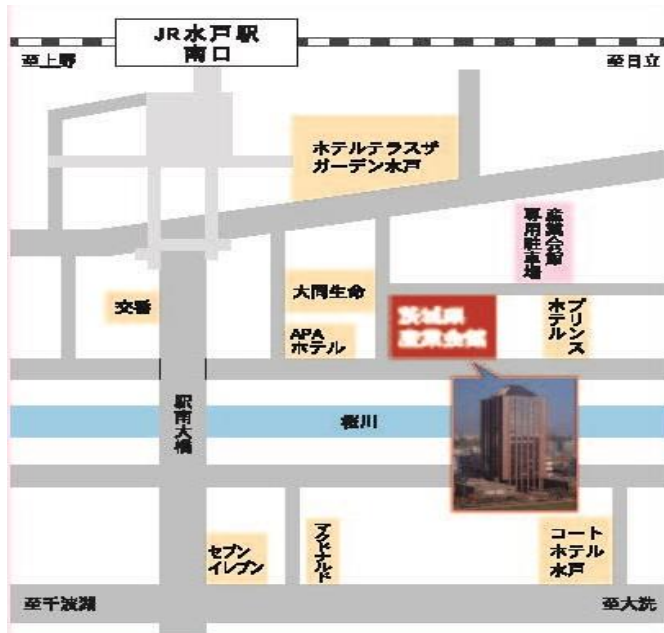 JR水戸駅
南口
至上野
至日立
ホテルテラスザ
ガーデン水戸
産業会館
専用駐車場
大同生命
交番
茨城県
産業会館
プリンス
ホテル
APA
ホテル
駅南大橋
桜川
セブン
イレブン
マクドナルド
コート
ホテル
水戸
至千波湖
至大洗